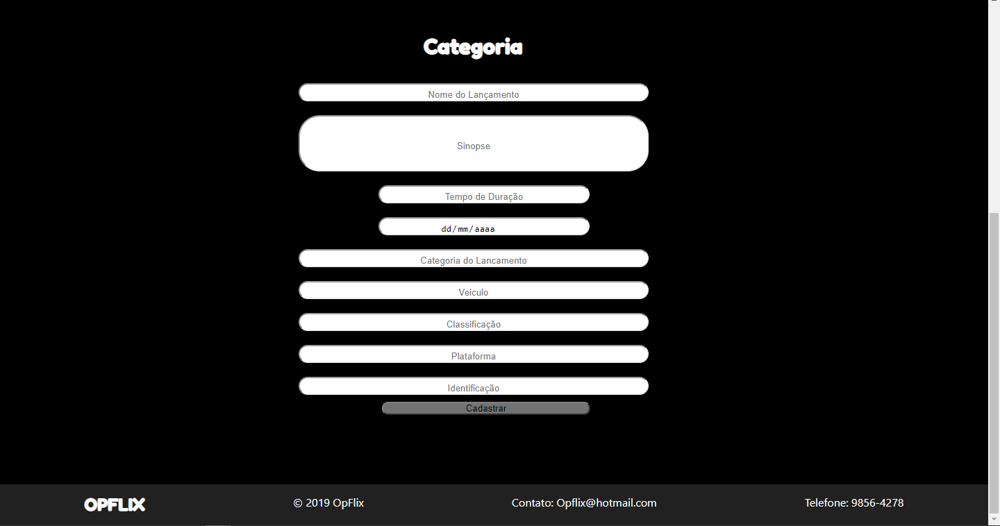 Categoria
Nome do Lançamento
Sinopse
Tempo de Duração
dd/mm/aaaa
Categoria do Lancamento
Veiculo
Classificação
Plataforma
Identificação
Cadastrar
OPFLIX © 2019 OpFlix Contato: Opflix@hotmail.com Telefone: 9856-4278